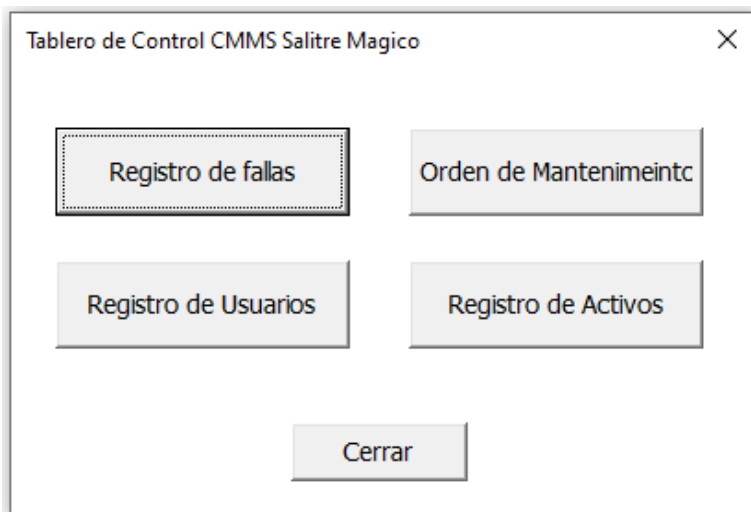 Tablero de Control CMMS Salitre Magico
Registro de fallas
Orden de Mantenimeintc
Registro de Usuarios
Registro de Activos
Cerrar